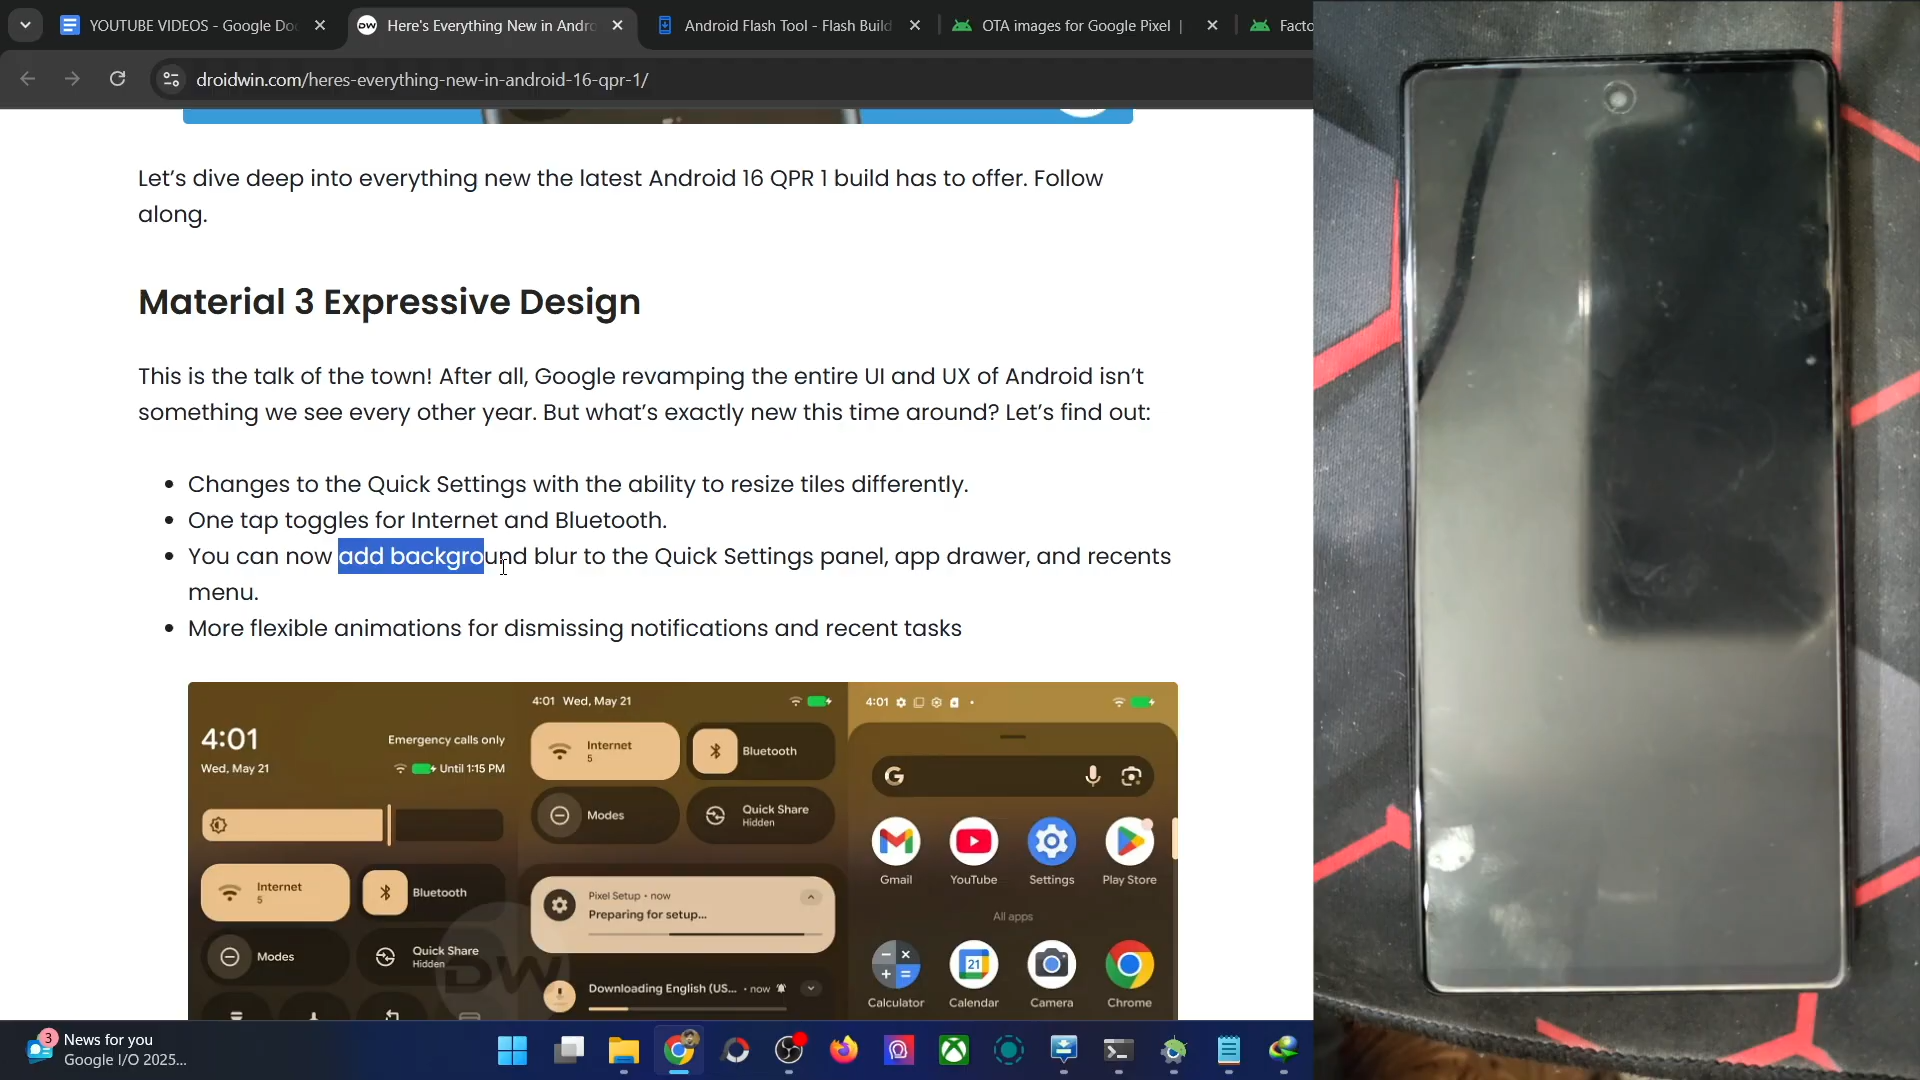 YOUTUBE VIDEOS - Google Do
Here's Everything New in Andro
Android Flash Tool - Flash Build
OTA images for Google Pixel |
Facto
droidwin.com/heres-everything-new-in-android-16-qpr-1/
Let's dive deep into everything new the latest Android 16 QPR 1 build has to offer. Follow
along.
Material 3 Expressive Design
This is the talk of the town! After all, Google revamping the entire UI and UX of Android isn't
something we see every other year. But what's exactly new this time around? Let's find out:
Changes to the Quick Settings with the ability to resize tiles differently.
One tap toggles for Internet and Bluetooth.
You can now add background blur to the Quick Settings panel, app drawer, and recents
menu.
More flexible animations for dismissing notifications and recent tasks
4:01
Emergency calls only
Wed, May 21
Until 1:15 PM
Internet
5
Bluetooth
Modes
Quick Share
Hidden
4:01 Wed, May 21
Internet
5
Bluetooth
Modes
Quick Share
Hidden
Pixel Setup • now
Preparing for setup...
Downloading English (US... • now
DW
4:01
Gmail
YouTube
Settings
Play Store
All apps
21
Calculator
Calendar
Camera
Chrome
3
News for you
Google I/O 2025...